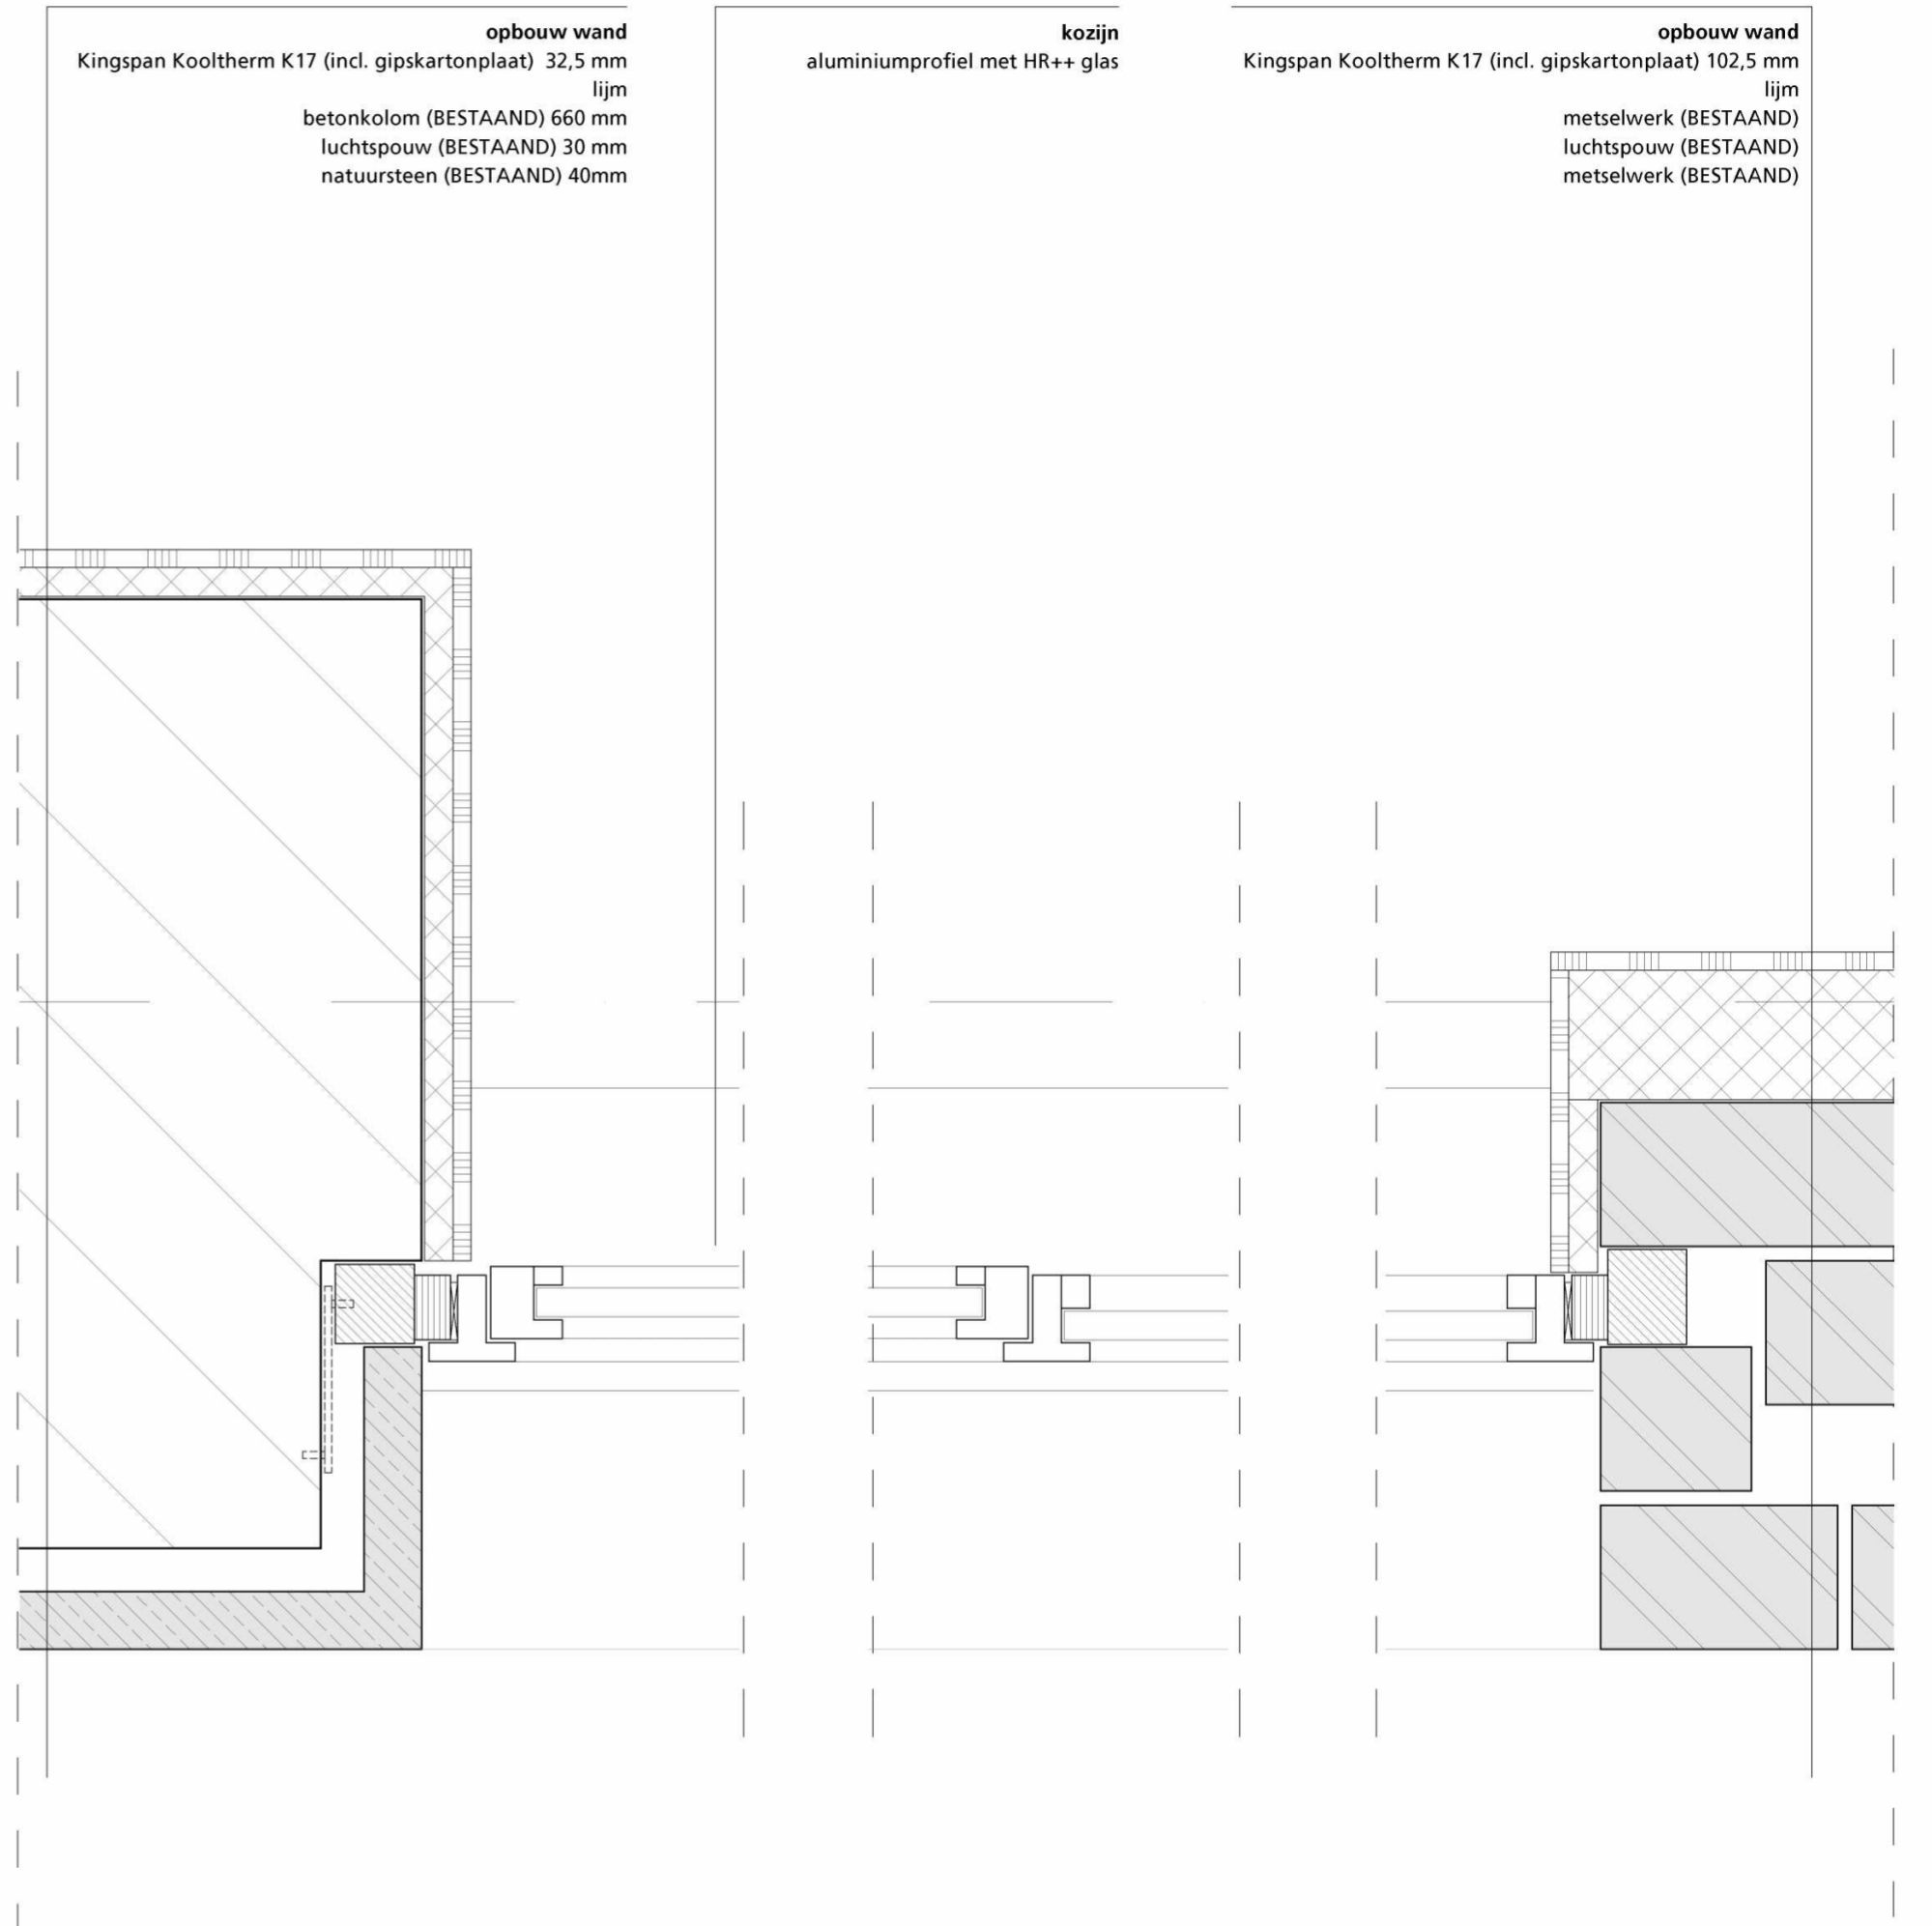 opbouw wand
Kingspan Kooltherm K17 (incl. gipskartonplaat) 32,5 mm
lijm
betonkolom (BESTAAND) 660 mm
luchtspouw (BESTAAND) 30 mm
natuursteen (BESTAAND) 40mm
kozijn
aluminiumprofiel met HR++ glas
opbouw wand
Kingspan Kooltherm K17 (incl. gipskartonplaat) 102,5 mm
lijm
metselwerk (BESTAAND)
luchtspouw (BESTAAND)
metselwerk (BESTAAND)